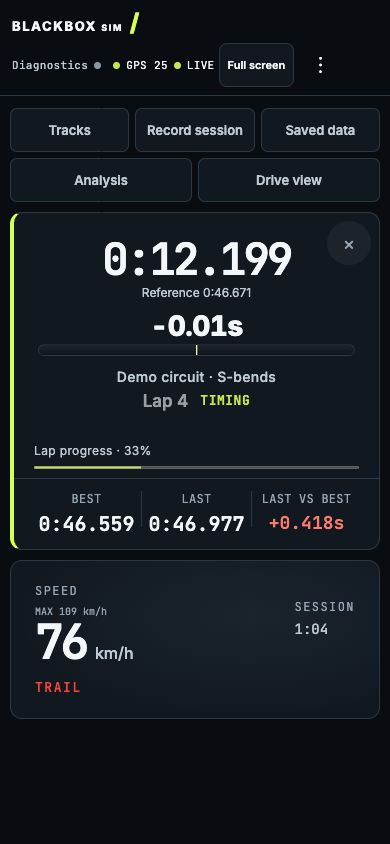 BLACKBOX SIM
Diagnostics GPS 25 LIVE Full screen
Tracks Record session Saved data
Analysis Drive view
×
0:12.199
Reference 0:46.671
-0.01s
Demo circuit · S-bends
Lap 4 TIMING
Lap progress · 33%
BEST LAST LAST VS BEST
0:46.559 0:46.977 +0.418s
SPEED
MAX 109 km/h
76 km/h
TRAIL
SESSION
1:04